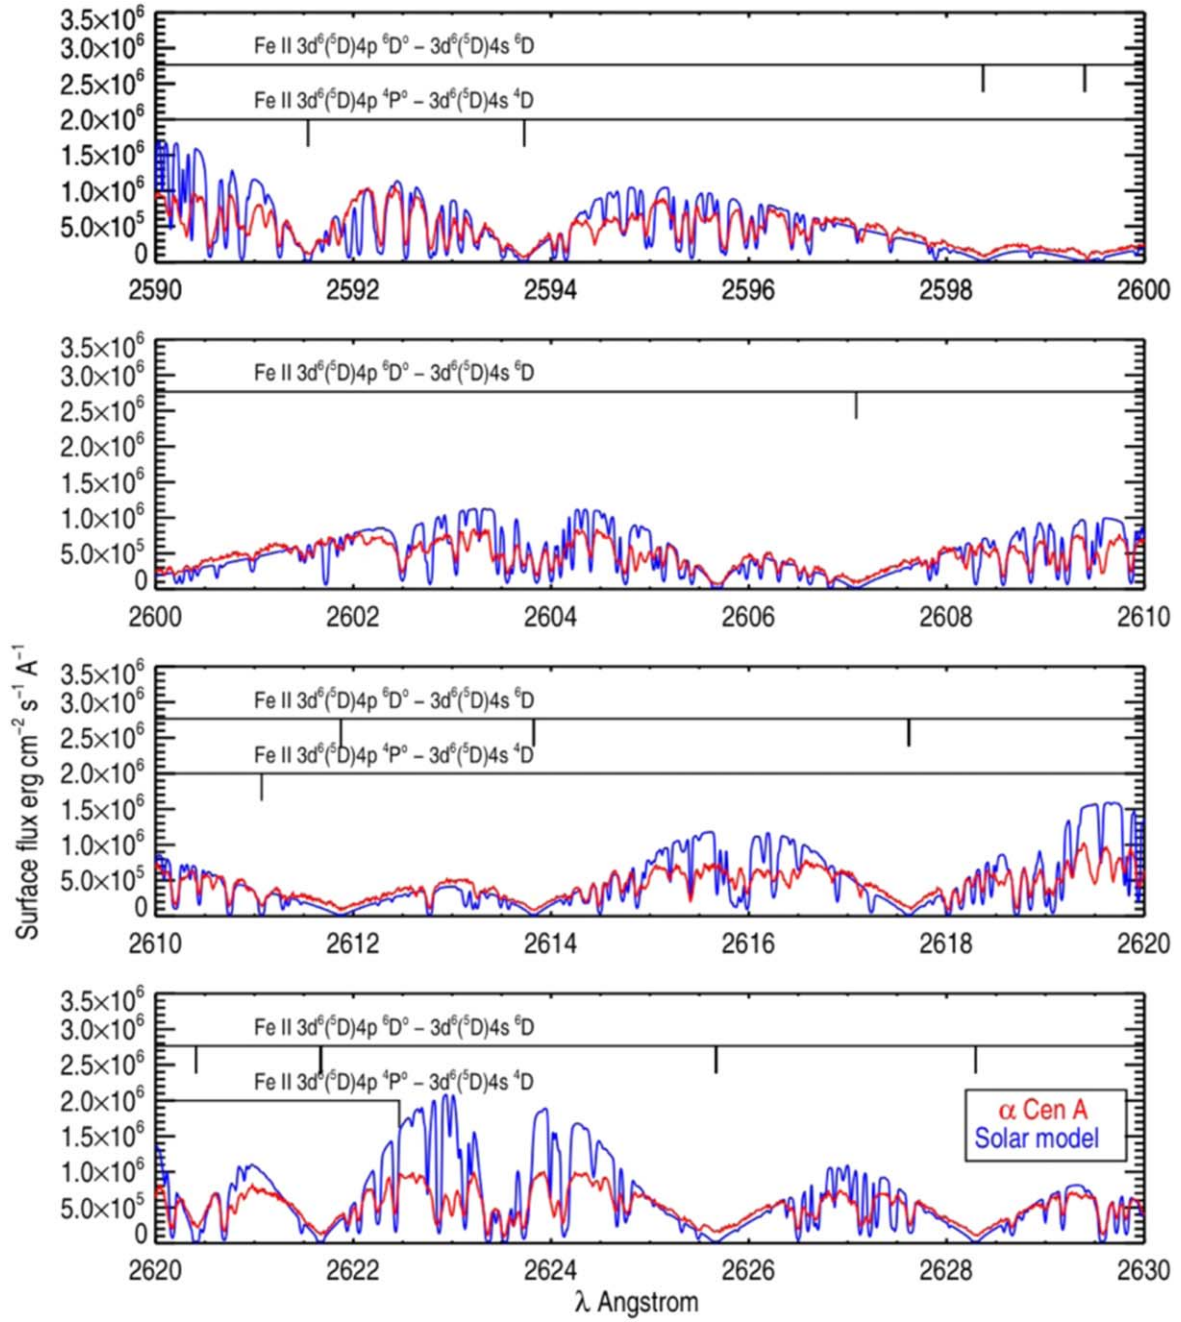 3.5×10⁶
3.0×10⁶
2.5×10⁶
2.0×10⁶
1.5×10⁶
1.0×10⁶
5.0×10⁵
0
Fe II 3d⁶(⁵D)4p ⁶Dᵒ – 3d⁶(⁵D)4s ⁶D
Fe II 3d⁶(⁵D)4p ⁴Pᵒ – 3d⁶(⁵D)4s ⁴D
2590 2592 2594 2596 2598 2600
3.5×10⁶
3.0×10⁶
2.5×10⁶
2.0×10⁶
1.5×10⁶
1.0×10⁶
5.0×10⁵
0
Fe II 3d⁶(⁵D)4p ⁶Dᵒ – 3d⁶(⁵D)4s ⁶D
2600 2602 2604 2606 2608 2610
Surface flux erg cm⁻² s⁻¹ A⁻¹
3.5×10⁶
3.0×10⁶
2.5×10⁶
2.0×10⁶
1.5×10⁶
1.0×10⁶
5.0×10⁵
0
Fe II 3d⁶(⁵D)4p ⁶Dᵒ – 3d⁶(⁵D)4s ⁶D
Fe II 3d⁶(⁵D)4p ⁴Pᵒ – 3d⁶(⁵D)4s ⁴D
2610 2612 2614 2616 2618 2620
3.5×10⁶
3.0×10⁶
2.5×10⁶
2.0×10⁶
1.5×10⁶
1.0×10⁶
5.0×10⁵
0
Fe II 3d⁶(⁵D)4p ⁶Dᵒ – 3d⁶(⁵D)4s ⁶D
Fe II 3d⁶(⁵D)4p ⁴Pᵒ – 3d⁶(⁵D)4s ⁴D
α Cen A
Solar model
2620 2622 2624 2626 2628 2630
λ Angstrom